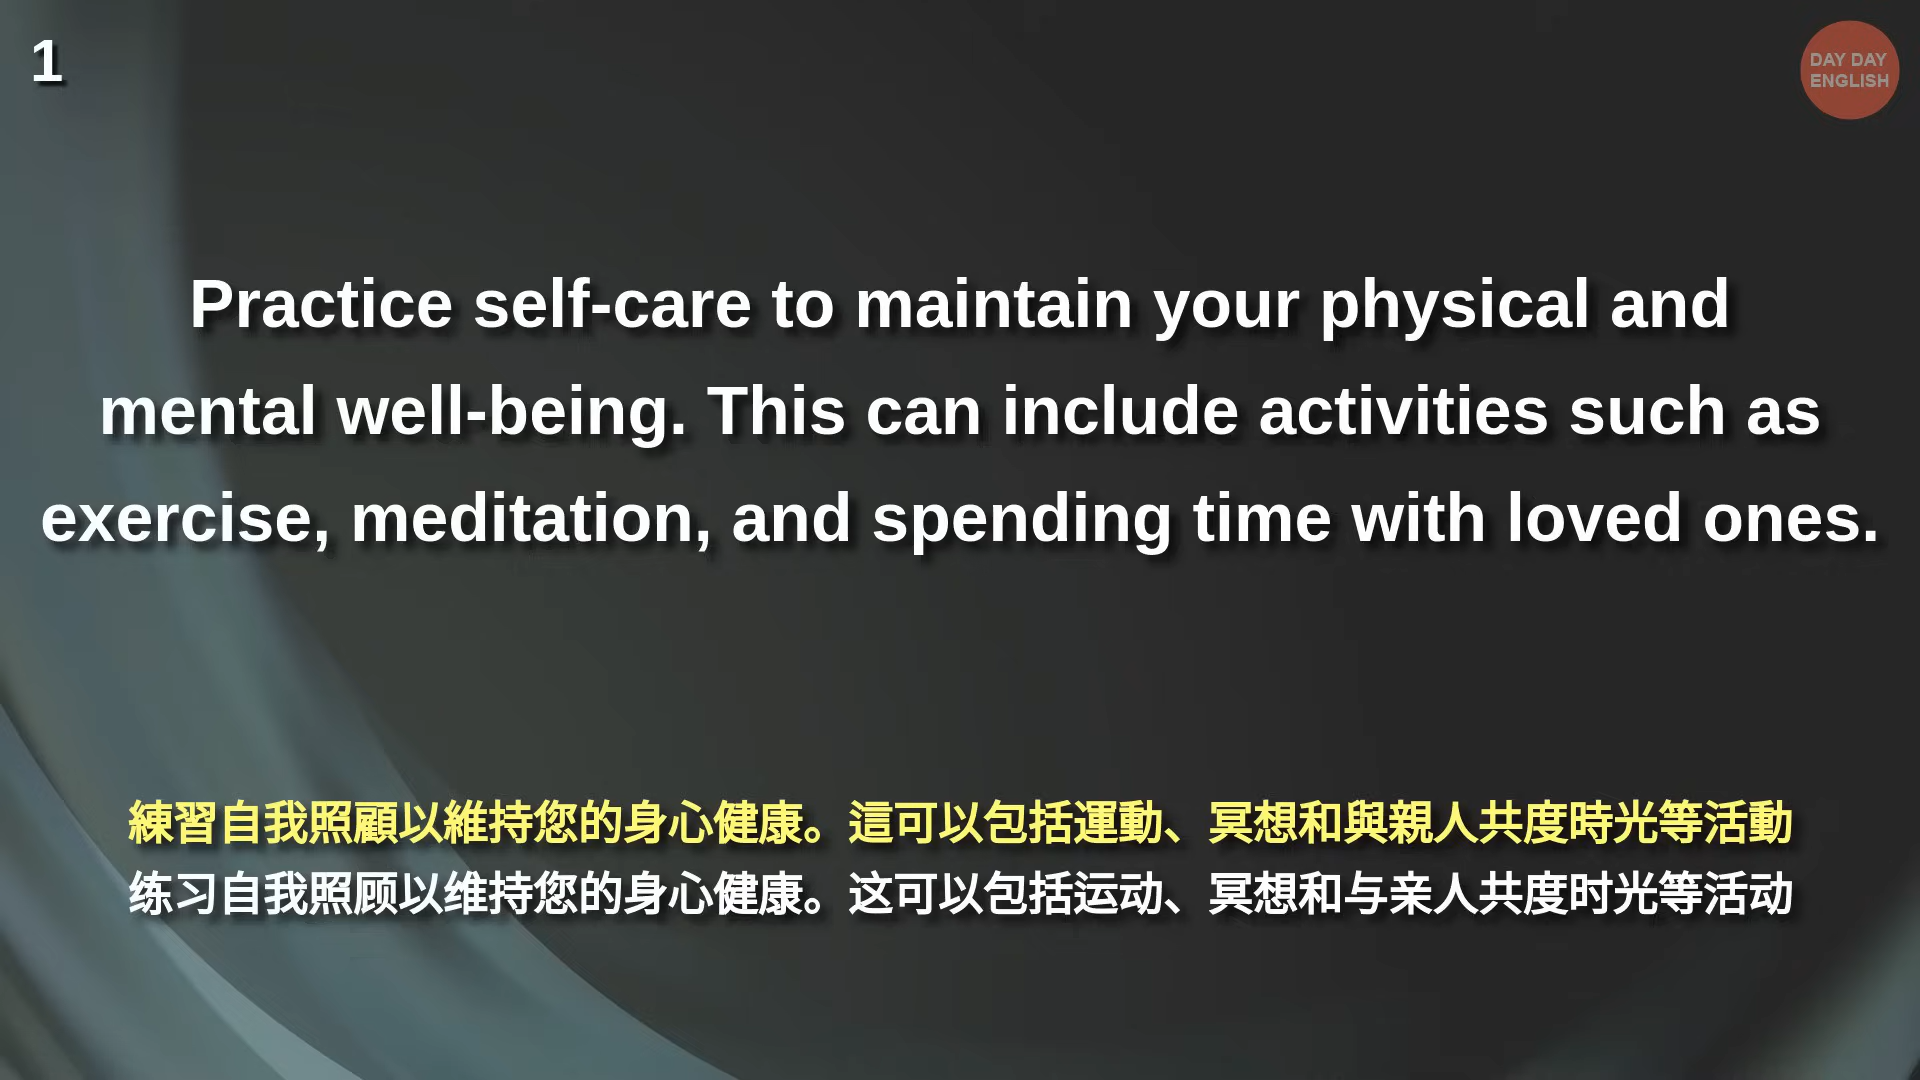 1
DAY DAY
ENGLISH
Practice self-care to maintain your physical and
mental well-being. This can include activities such as
exercise, meditation, and spending time with loved ones.
練習自我照顧以維持您的身心健康。這可以包括運動、冥想和與親人共度時光等活動
练习自我照顾以维持您的身心健康。这可以包括运动、冥想和与亲人共度时光等活动